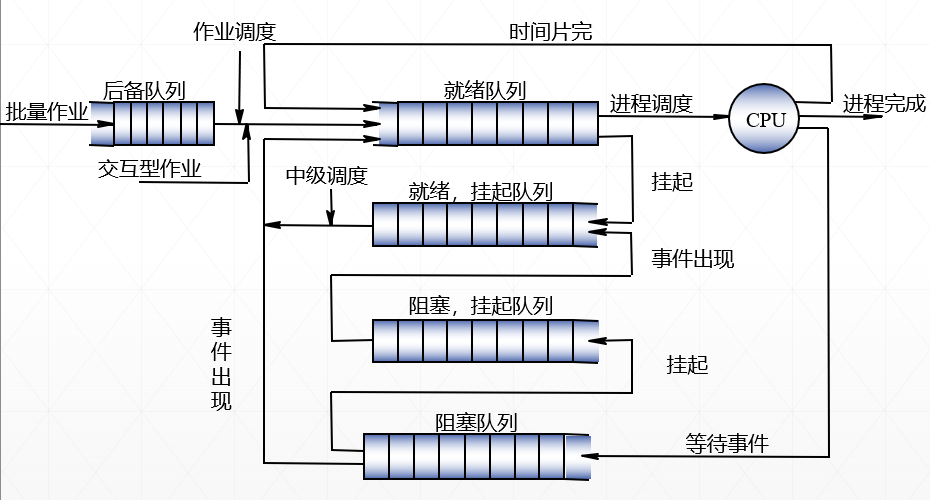 作业调度
时间片完
后备队列
就绪队列
批量作业
进程调度
CPU
进程完成
交互型作业
中级调度
就绪，挂起队列
挂起
事件出现
阻塞，挂起队列
事件出现
挂起
阻塞队列
等待事件